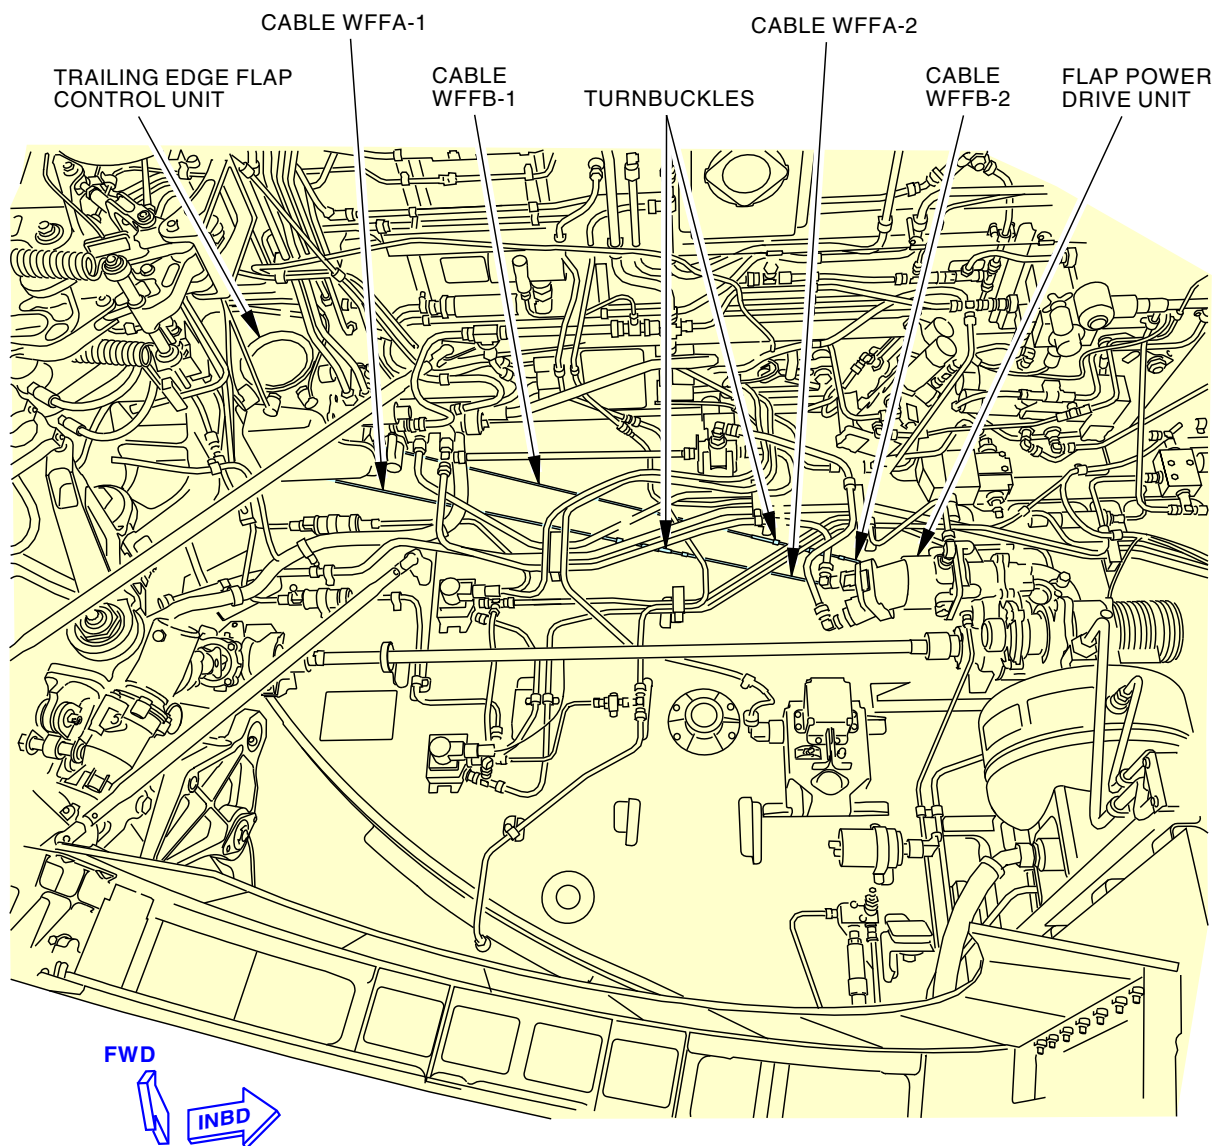 CABLE WFFA-1
CABLE WFFA-2
TRAILING EDGE FLAP
CONTROL UNIT
CABLE
WFFB-1
TURNBUCKLES
CABLE
WFFB-2
FLAP POWER
DRIVE UNIT
FWD
INBD